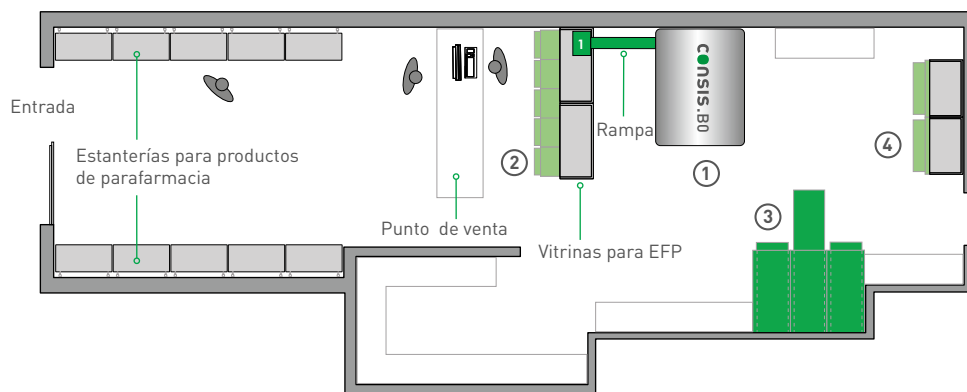 Entrada
Estanterías para productos
de parafarmacia
Punto de venta
2
Vitrinas para EFP
1
Rampa
consis.B0
1
3
4